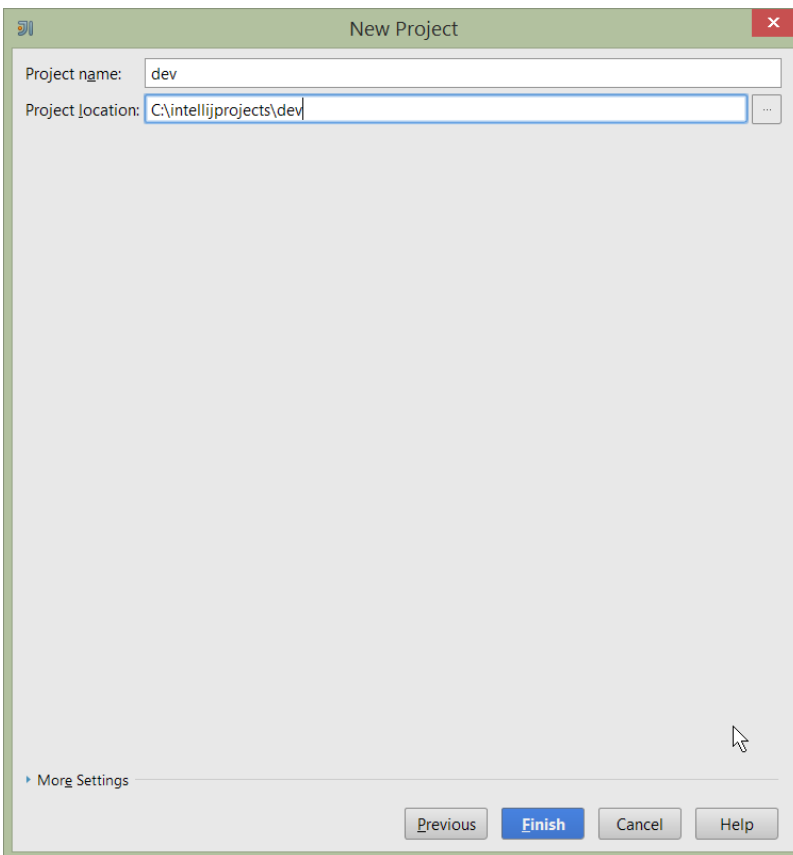 New Project
Project name: dev
Project location: C:\intellijprojects\dev ...
More Settings
Previous Finish Cancel Help